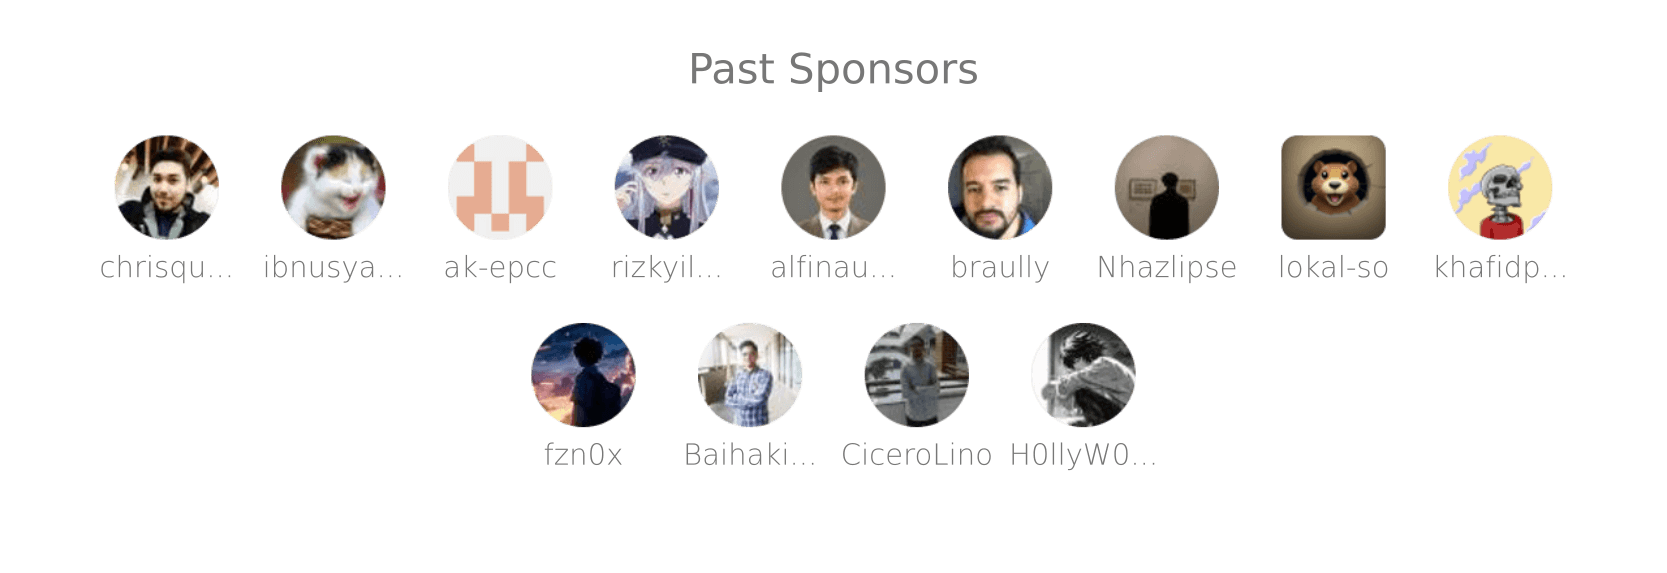 Past Sponsors
chrisqu... ibnusya... ak-epcc rizkyil... alfinau... braully Nhazlipse lokal-so khafidp...
fzn0x Baihaki... CiceroLino H0llyW0...